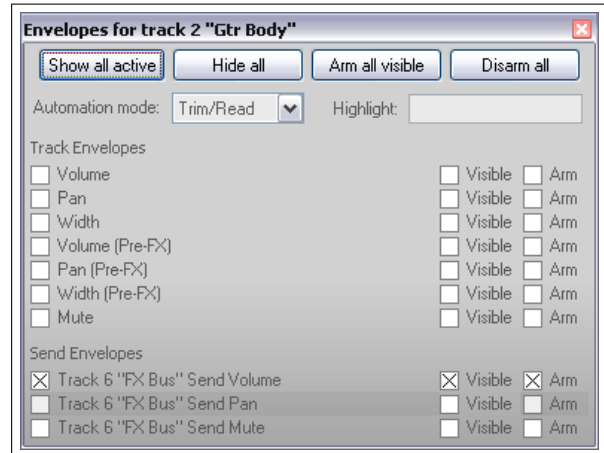 Envelopes for track 2 "Gtr Body"
Show all active Hide all Arm all visible Disarm all
Automation mode: Trim/Read Highlight:
Track Envelopes
Volume Visible Arm
Pan Visible Arm
Width Visible Arm
Volume (Pre-FX) Visible Arm
Pan (Pre-FX) Visible Arm
Width (Pre-FX) Visible Arm
Mute Visible Arm
Send Envelopes
Track 6 "FX Bus" Send Volume Visible Arm
Track 6 "FX Bus" Send Pan Visible Arm
Track 6 "FX Bus" Send Mute Visible Arm